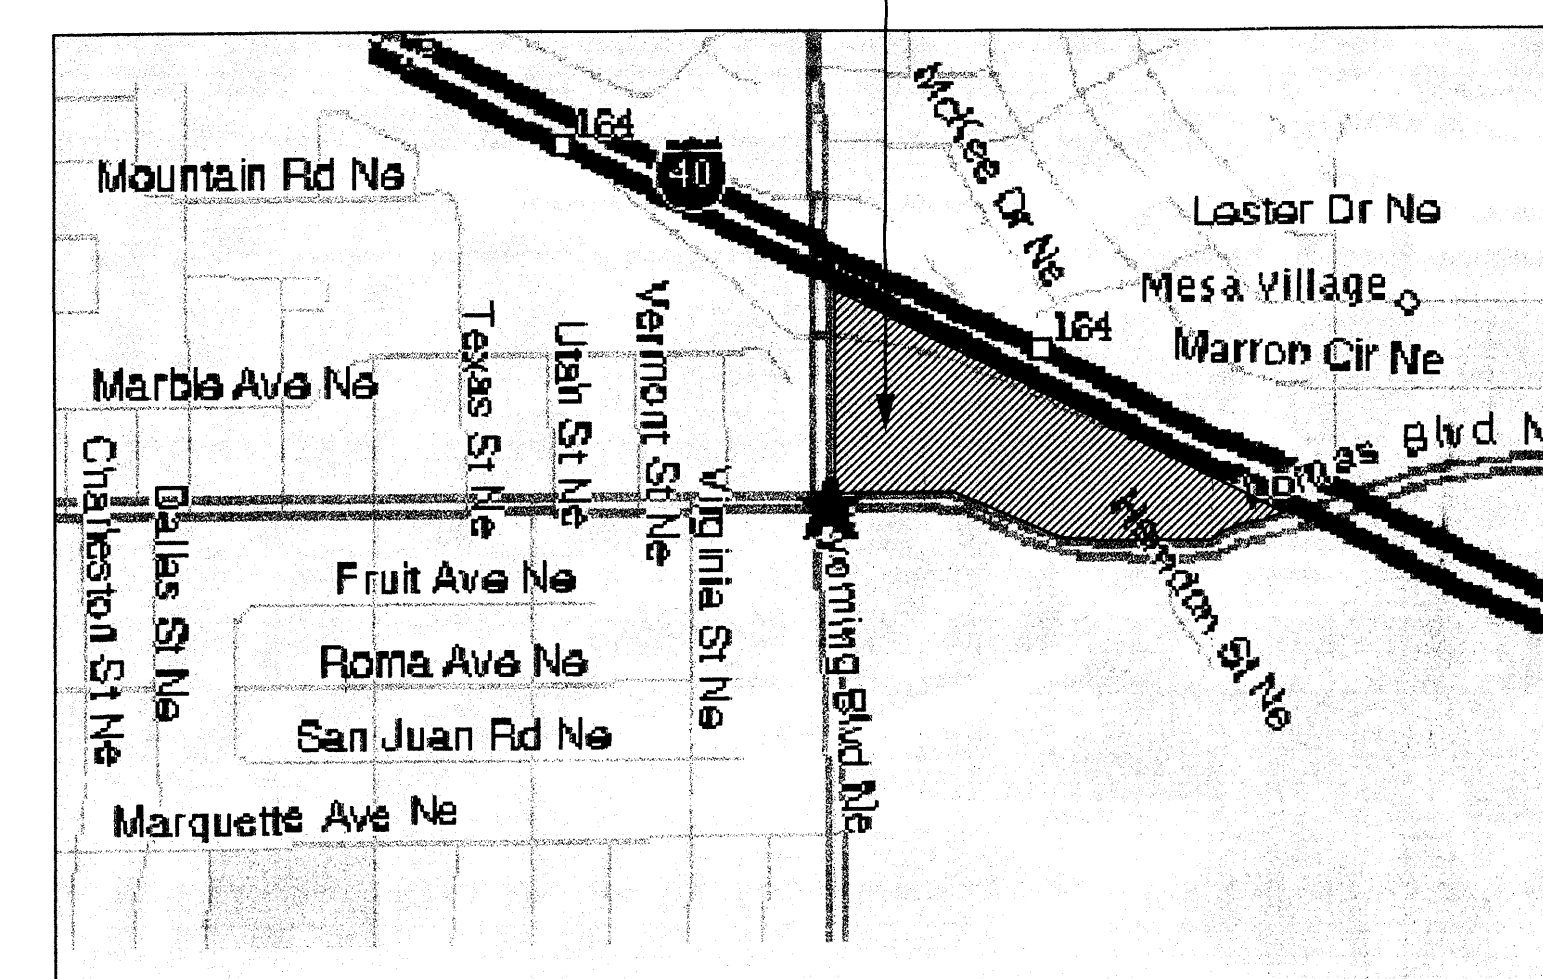 164
40
McKee Dr Ne
Mountain Rd Ne
Lester Dr Ne
Mesa Village
164
Marron Cir Ne
Texas St Ne
Utah St Ne
Vermont St Ne
Marble Ave Ne
Blvd N
Charleston St Ne
Dallas St Ne
Virginia St Ne
Fruit Ave Ne
Roma Ave Ne
San Juan Rd Ne
St Ne
yoming Blvd Ne
Marquette Ave Ne